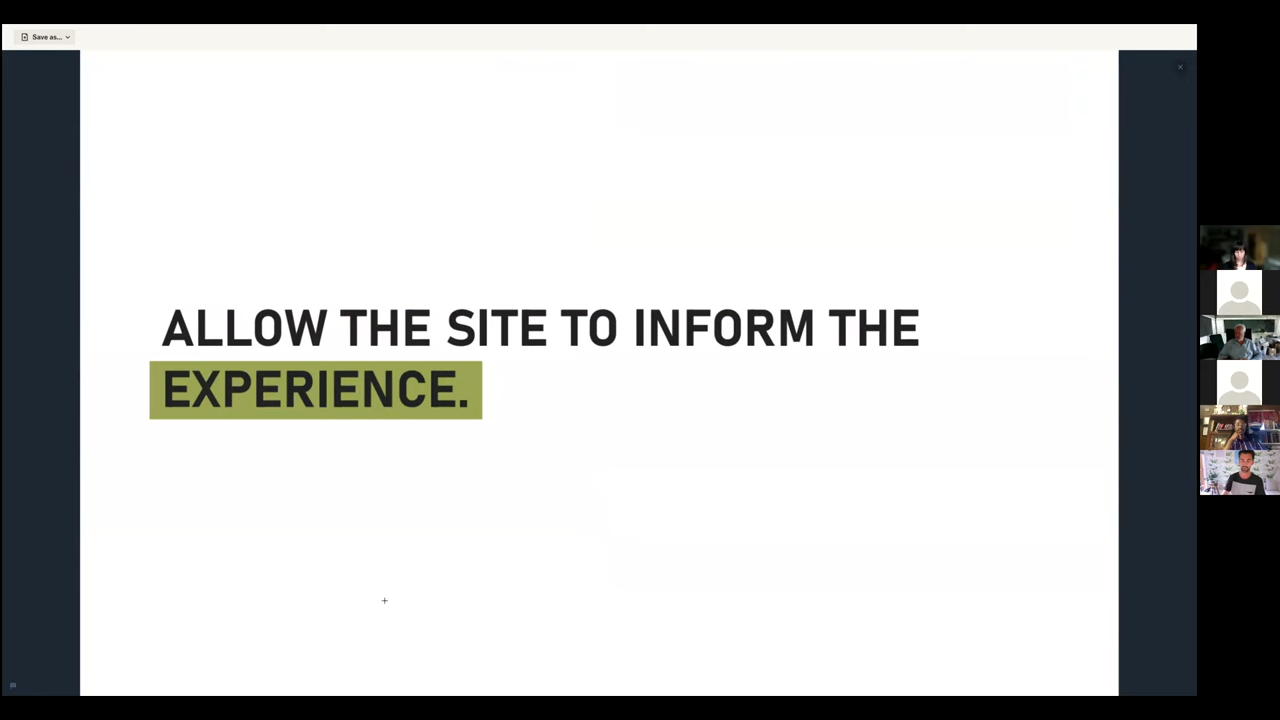 Save as...
ALLOW THE SITE TO INFORM THE
EXPERIENCE.